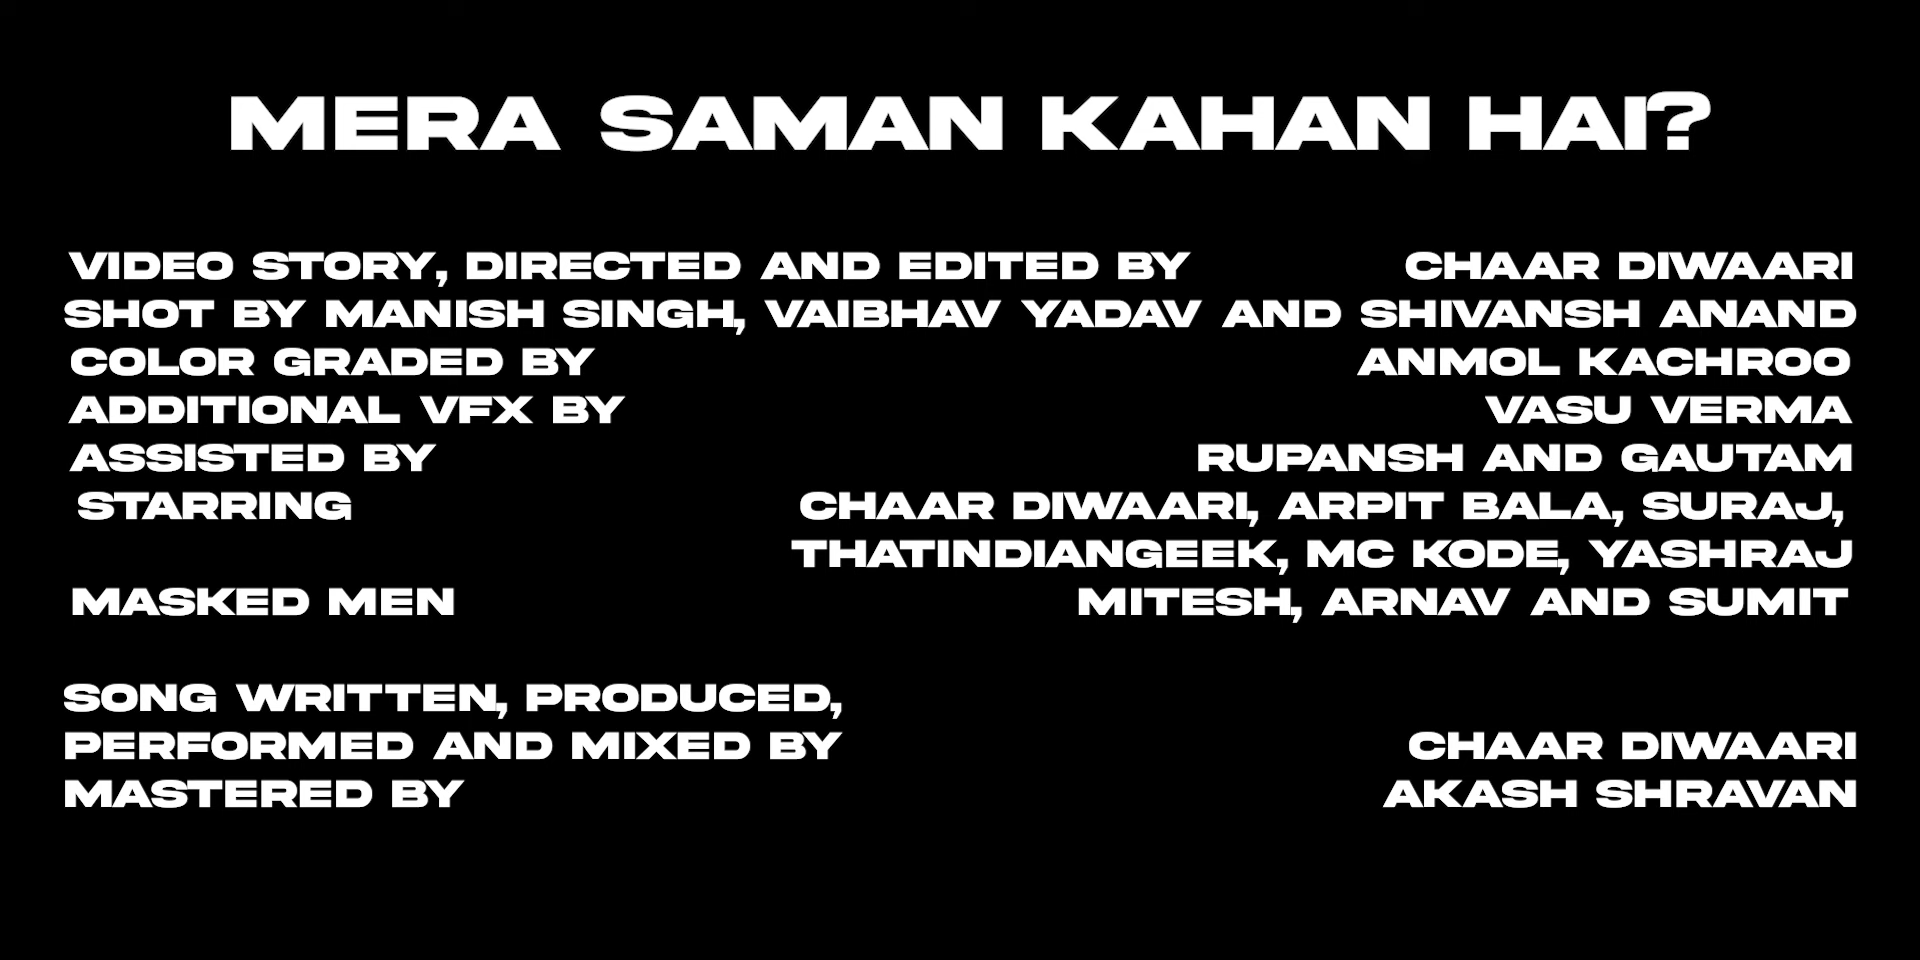 MERA SAMAN KAHAN HAI?
VIDEO STORY, DIRECTED AND EDITED BY CHAAR DIWAARI
SHOT BY MANISH SINGH, VAIBHAV YADAV AND SHIVANSH ANAND
COLOR GRADED BY ANMOL KACHROO
ADDITIONAL VFX BY VASU VERMA
ASSISTED BY RUPANSH AND GAUTAM
STARRING CHAAR DIWAARI, ARPIT BALA, SURAJ,
THATINDIANGEEK, MC KODE, YASHRAJ
MASKED MEN MITESH, ARNAV AND SUMIT
SONG WRITTEN, PRODUCED,
PERFORMED AND MIXED BY CHAAR DIWAARI
MASTERED BY AKASH SHRAVAN